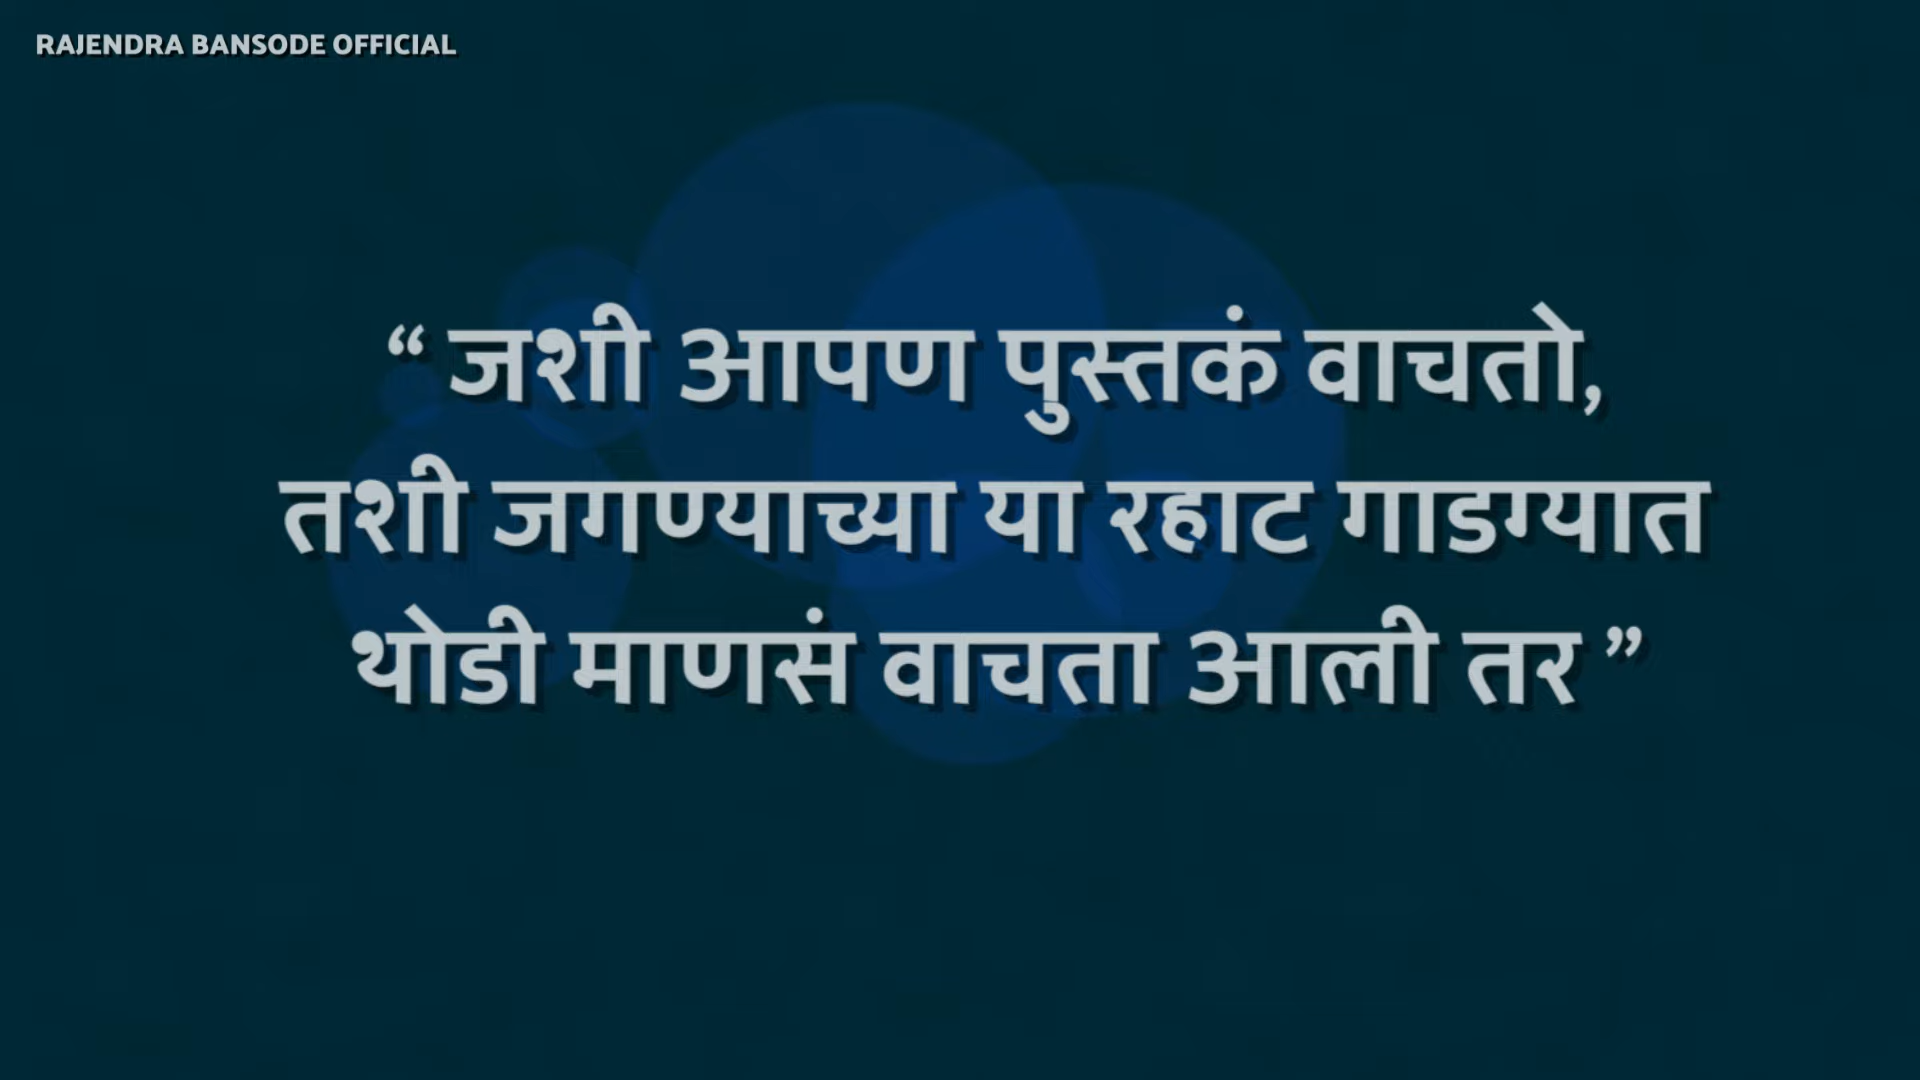 RAJENDRA BANSODE OFFICIAL
“ जशी आपण पुस्तकं वाचतो,
तशी जगण्याच्या या रहाट गाडग्यात
थोडी माणसं वाचता आली तर ”